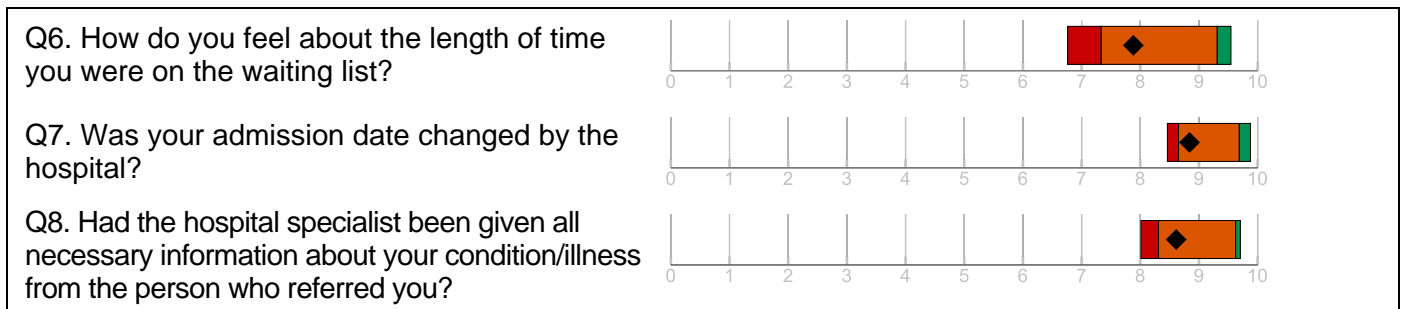 Q6. How do you feel about the length of time
you were on the waiting list?
0 1 2 3 4 5 6 7 8 9 10
Q7. Was your admission date changed by the
hospital?
0 1 2 3 4 5 6 7 8 9 10
Q8. Had the hospital specialist been given all
necessary information about your condition/illness
from the person who referred you?
0 1 2 3 4 5 6 7 8 9 10